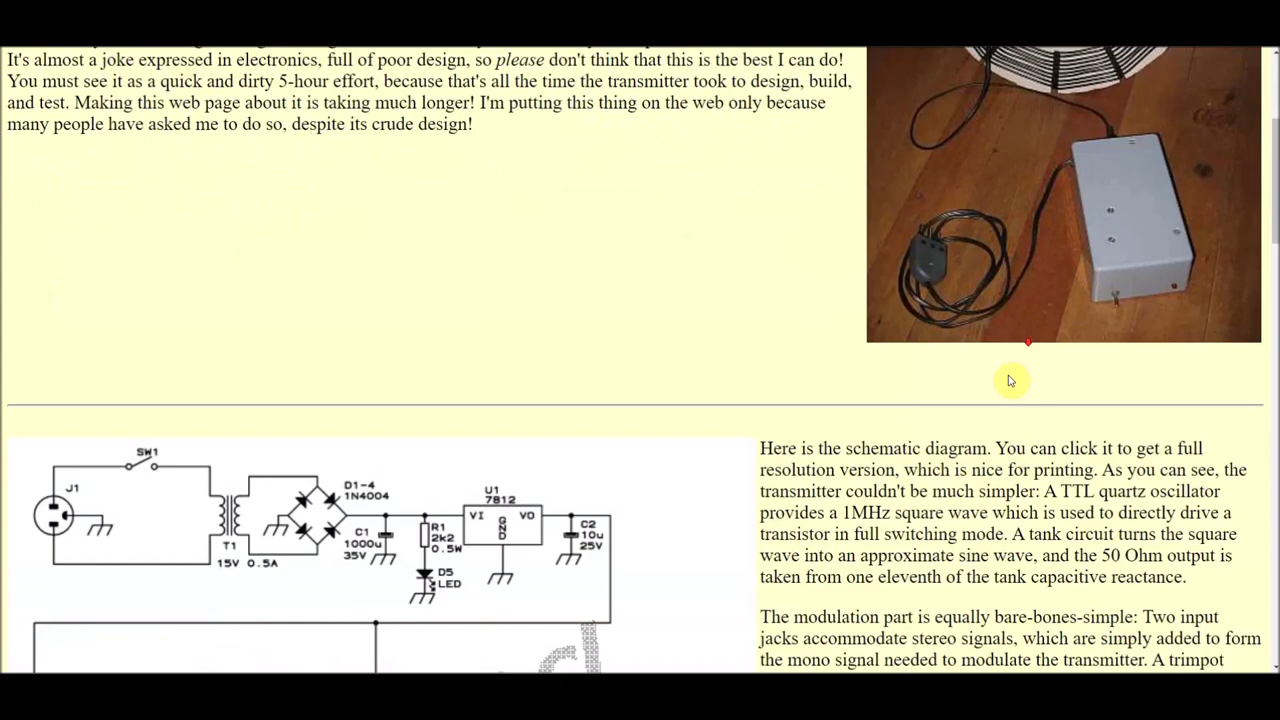 It's almost a joke expressed in electronics, full of poor design, so please don't think that this is the best I can do!
You must see it as a quick and dirty 5-hour effort, because that's all the time the transmitter took to design, build,
and test. Making this web page about it is taking much longer! I'm putting this thing on the web only because
many people have asked me to do so, despite its crude design!
Here is the schematic diagram. You can click it to get a full
resolution version, which is nice for printing. As you can see, the
transmitter couldn't be much simpler: A TTL quartz oscillator
provides a 1MHz square wave which is used to directly drive a
transistor in full switching mode. A tank circuit turns the square
wave into an approximate sine wave, and the 50 Ohm output is
taken from one eleventh of the tank capacitive reactance.
The modulation part is equally bare-bones-simple: Two input
jacks accommodate stereo signals, which are simply added to form
the mono signal needed to modulate the transmitter. A trimpot
SW1
J1
T1
15V 0.5A
D1-4
1N4004
C1
1000u
35V
R1
2k2
0.5W
D5
LED
U1
7812
VI
GND
VO
C2
10u
25V